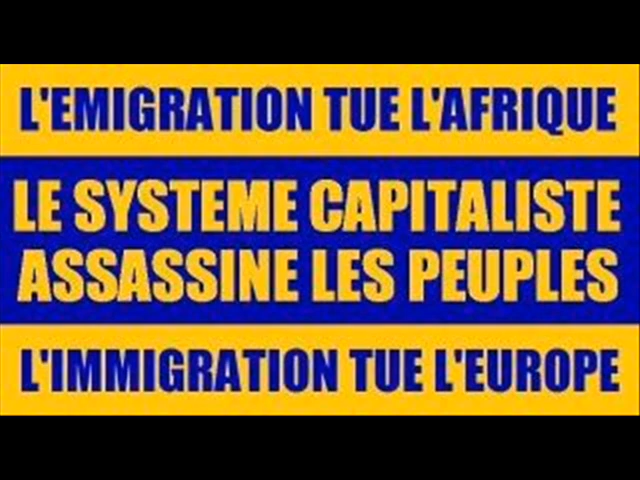 L'EMIGRATION TUE L'AFRIQUE
LE SYSTEME CAPITALISTE
ASSASSINE LES PEUPLES
L'IMMIGRATION TUE L'EUROPE